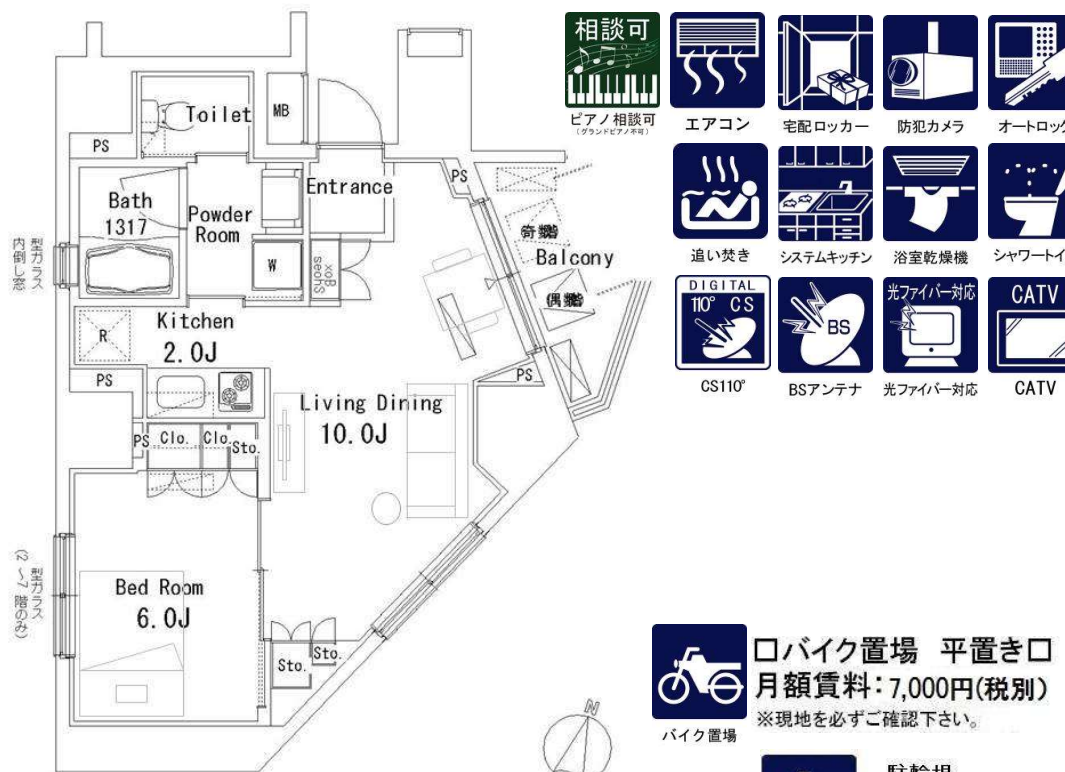 Toilet
MB
PS
Entrance
PS
Bath
1317
Powder
Room
W
Shoes
Box
奇数階
Balcony
偶数階
型ガラス
内倒し窓
Kitchen
2.0J
R
PS
PS
Living Dining
10.0J
PS
Clo.
Clo.
Sto.
Bed Room
6.0J
型ガラス
(2～7階のみ)
Sto.
Sto.
N
相談可
ピアノ相談可
(グランドピアノ不可)
エアコン
宅配ロッカー
防犯カメラ
オートロック
追い焚き
システムキッチン
浴室乾燥機
シャワートイ
DIGITAL
110° CS
CS110°
BS
BSアンテナ
光ファイバー対応
光ファイバー対応
CATV
CATV
バイク置場
□バイク置場 平置き□
月額賃料：7,000円(税別)
※現地を必ずご確認下さい。